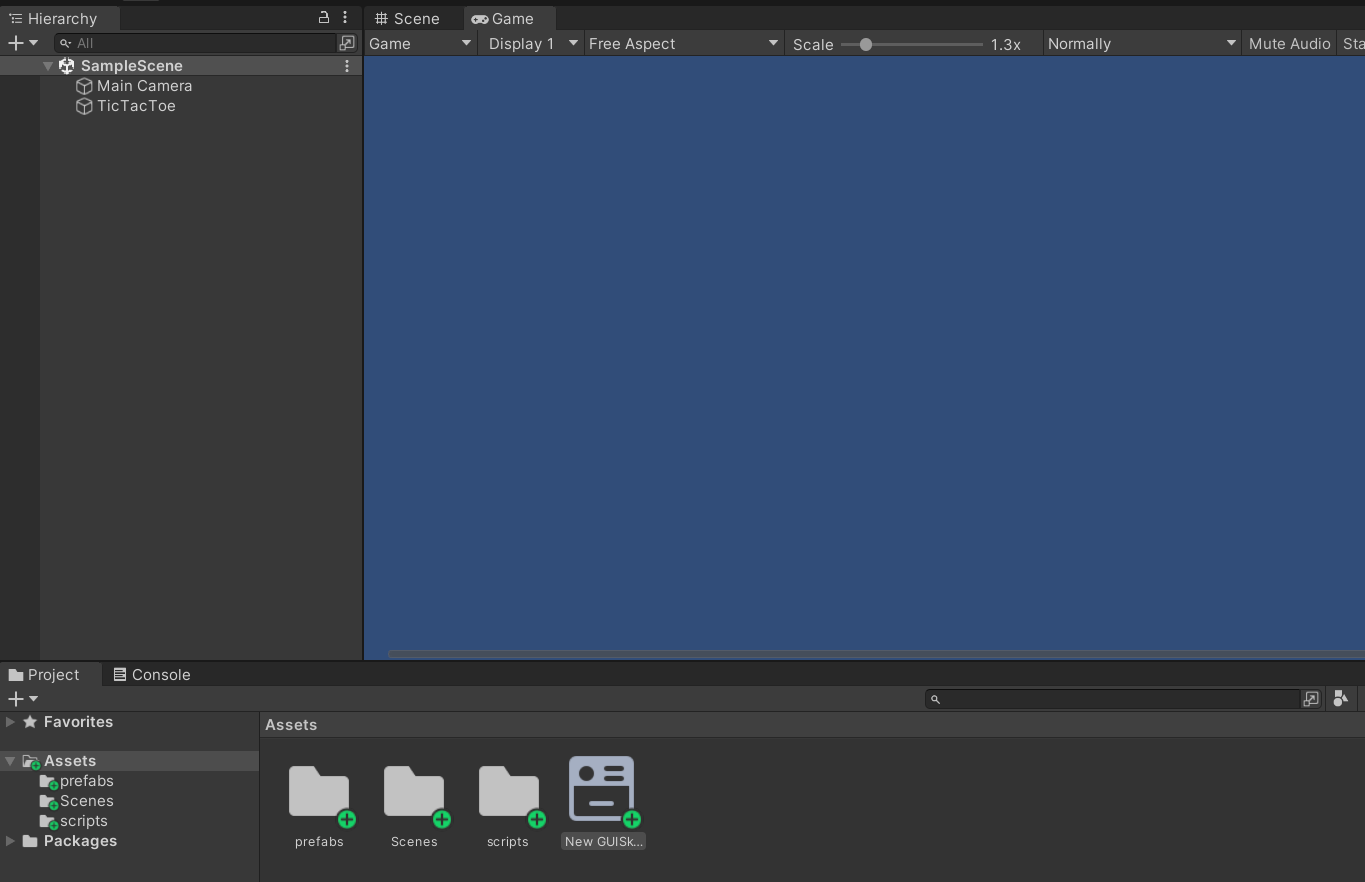 Hierarchy
Scene Game
All
Game Display 1 Free Aspect Scale 1.3x Normally Mute Audio Sta
SampleScene
Main Camera
TicTacToe
Project Console
Favorites
Assets
Assets
prefabs
Scenes
scripts
Packages
prefabs Scenes scripts New GUISk...